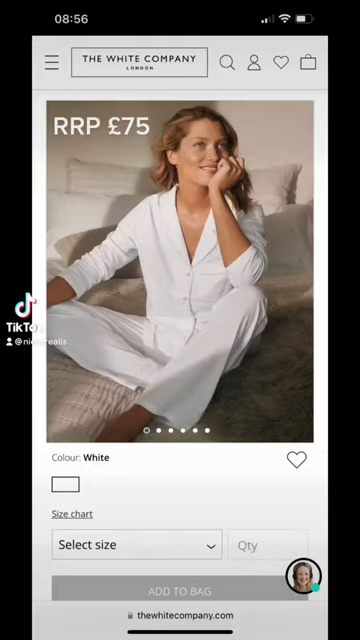 08:56
THE WHITE COMPANY
LONDON
RRP £75
TikTok
Colour: White
Size chart
Select size
Qty
ADD TO BAG
thewhitecompany.com